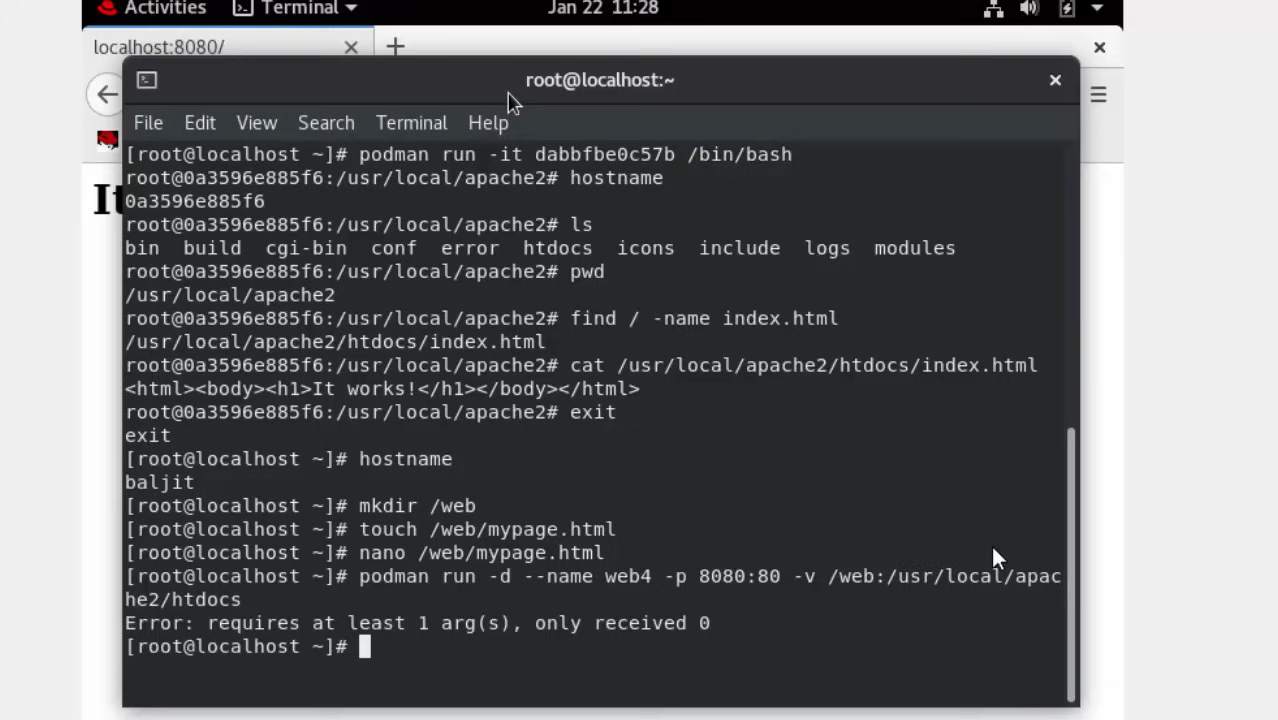 Activities Terminal Jan 22 11:28
localhost:8080/
root@localhost:~
File Edit View Search Terminal Help
It
[root@localhost ~]# podman run -it dabbfbe0c57b /bin/bash
root@0a3596e885f6:/usr/local/apache2# hostname
0a3596e885f6
root@0a3596e885f6:/usr/local/apache2# ls
bin build cgi-bin conf error htdocs icons include logs modules
root@0a3596e885f6:/usr/local/apache2# pwd
/usr/local/apache2
root@0a3596e885f6:/usr/local/apache2# find / -name index.html
/usr/local/apache2/htdocs/index.html
root@0a3596e885f6:/usr/local/apache2# cat /usr/local/apache2/htdocs/index.html
<html><body><h1>It works!</h1></body></html>
root@0a3596e885f6:/usr/local/apache2# exit
exit
[root@localhost ~]# hostname
baljit
[root@localhost ~]# mkdir /web
[root@localhost ~]# touch /web/mypage.html
[root@localhost ~]# nano /web/mypage.html
[root@localhost ~]# podman run -d --name web4 -p 8080:80 -v /web:/usr/local/apac
he2/htdocs
Error: requires at least 1 arg(s), only received 0
[root@localhost ~]#